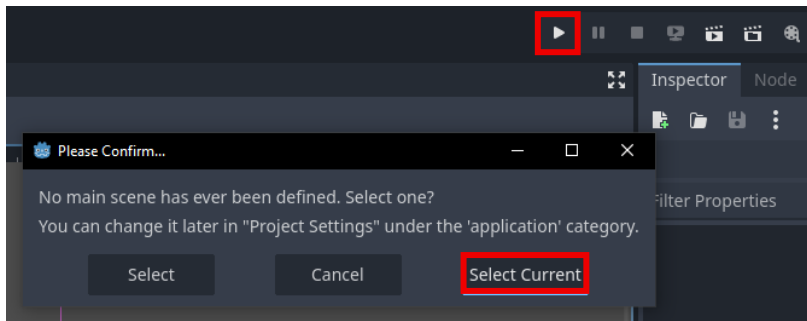 Inspector Node
Please Confirm...
No main scene has ever been defined. Select one?
You can change it later in "Project Settings" under the 'application' category.
Filter Properties
Select Cancel Select Current